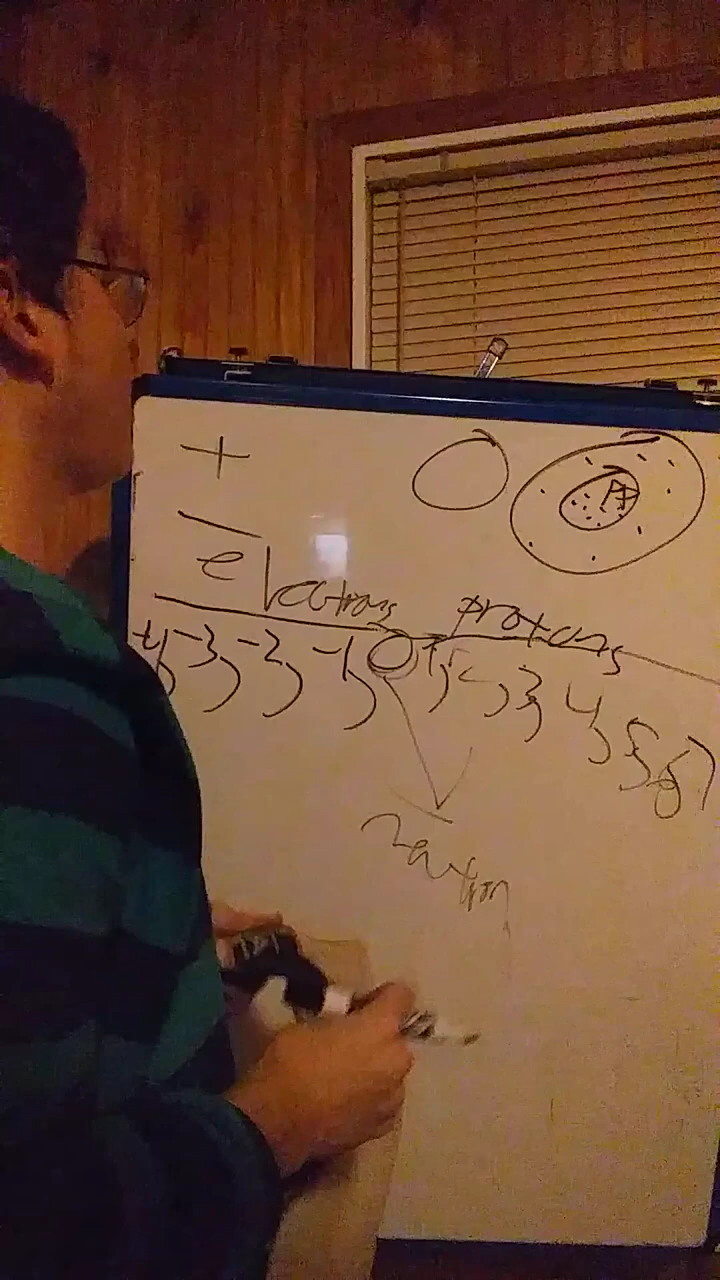 +
-
electrons protons
-4, -3, -2, -1, 0, 1, 2, 3, 4, 5, 6, 7